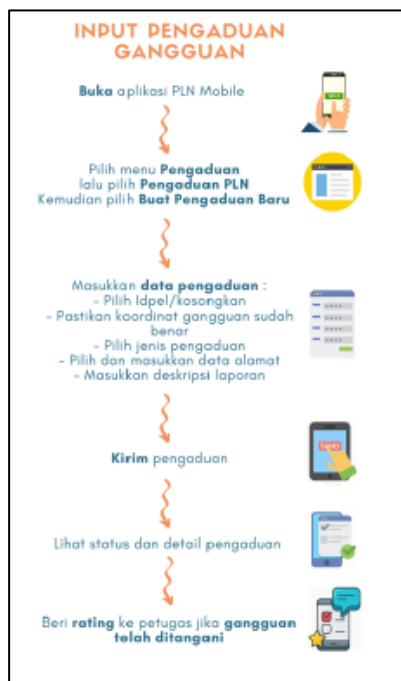 INPUT PENGADUAN
GANGGUAN
Buka aplikasi PLN Mobile
Pilih menu Pengaduan
lalu pilih Pengaduan PLN
Kemudian pilih Buat Pengaduan Baru
Masukkan data pengaduan :
- Pilih Idpel/kosongkan
- Pastikan koordinat gangguan sudah
benar
- Pilih jenis pengaduan
- Pilih dan masukkan data alamat
- Masukkan deskripsi laporan
SEND
Kirim pengaduan
Lihat status dan detail pengaduan
Beri rating ke petugas jika gangguan
telah ditangani